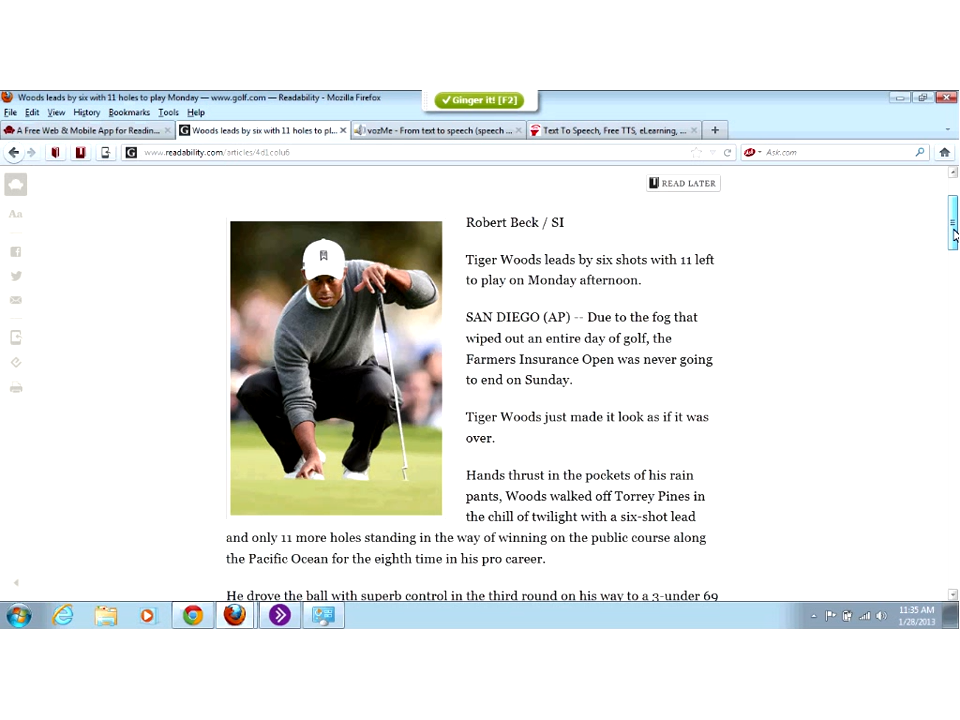 Woods leads by six with 11 holes to play Monday — www.golf.com — Readability - Mozilla Firefox
✓ Ginger it! [F2]
File Edit View History Bookmarks Tools Help
A Free Web & Mobile App for Readin...
Woods leads by six with 11 holes to pl...
vozMe - From text to speech (speech ...
Text To Speech, Free TTS, eLearning, ...
www.readability.com/articles/4d1colu6
Ask.com
READ LATER
Aa
Robert Beck / SI
Tiger Woods leads by six shots with 11 left
to play on Monday afternoon.
SAN DIEGO (AP) -- Due to the fog that
wiped out an entire day of golf, the
Farmers Insurance Open was never going
to end on Sunday.
Tiger Woods just made it look as if it was
over.
Hands thrust in the pockets of his rain
pants, Woods walked off Torrey Pines in
the chill of twilight with a six-shot lead
and only 11 more holes standing in the way of winning on the public course along
the Pacific Ocean for the eighth time in his pro career.
He drove the ball with superb control in the third round on his way to a 3-under 69
11:35 AM
1/28/2013